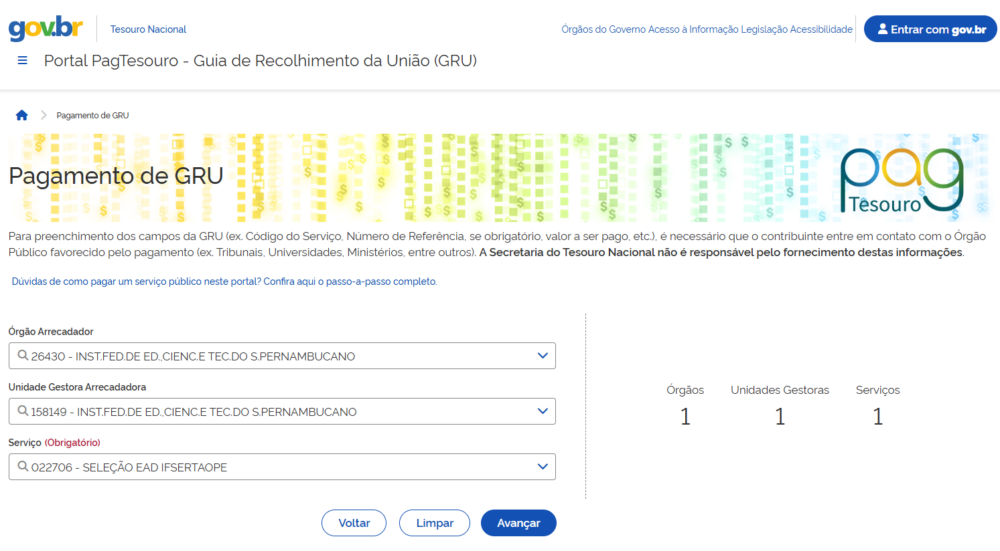 gov.br
Tesouro Nacional
Órgãos do Governo Acesso à Informação Legislação Acessibilidade
Entrar com gov.br
Portal PagTesouro - Guia de Recolhimento da União (GRU)
Pagamento de GRU
Pagamento de GRU
pag
Tesouro
Para preenchimento dos campos da GRU (ex. Código do Serviço, Número de Referência, se obrigatório, valor a ser pago, etc.), é necessário que o contribuinte entre em contato com o Órgão
Público favorecido pelo pagamento (ex. Tribunais, Universidades, Ministérios, entre outros). A Secretaria do Tesouro Nacional não é responsável pelo fornecimento destas informações.
Dúvidas de como pagar um serviço público neste portal? Confira aqui o passo-a-passo completo.
Órgão Arrecadador
26430 - INST.FED.DE ED.,CIENC.E TEC.DO S.PERNAMBUCANO
Unidade Gestora Arrecadadora
158149 - INST.FED.DE ED.,CIENC.E TEC.DO S.PERNAMBUCANO
Serviço (Obrigatório)
022706 - SELEÇÃO EAD IFSERTAOPE
Órgãos Unidades Gestoras Serviços
1 1 1
Voltar Limpar Avançar